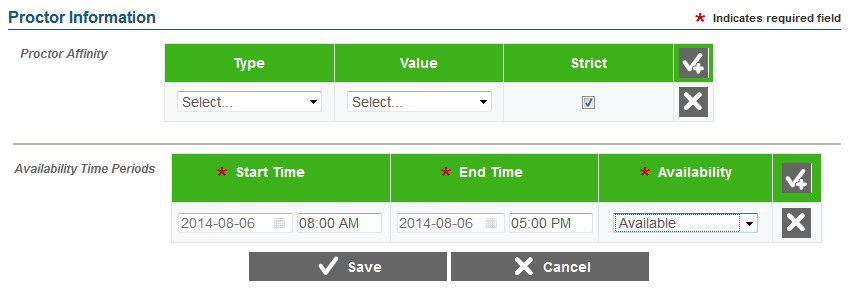 Proctor Information
* Indicates required field
Proctor Affinity
Type Value Strict
Select... Select...
Availability Time Periods
* Start Time * End Time * Availability
2014-08-06 08:00 AM 2014-08-06 05:00 PM Available
Save Cancel